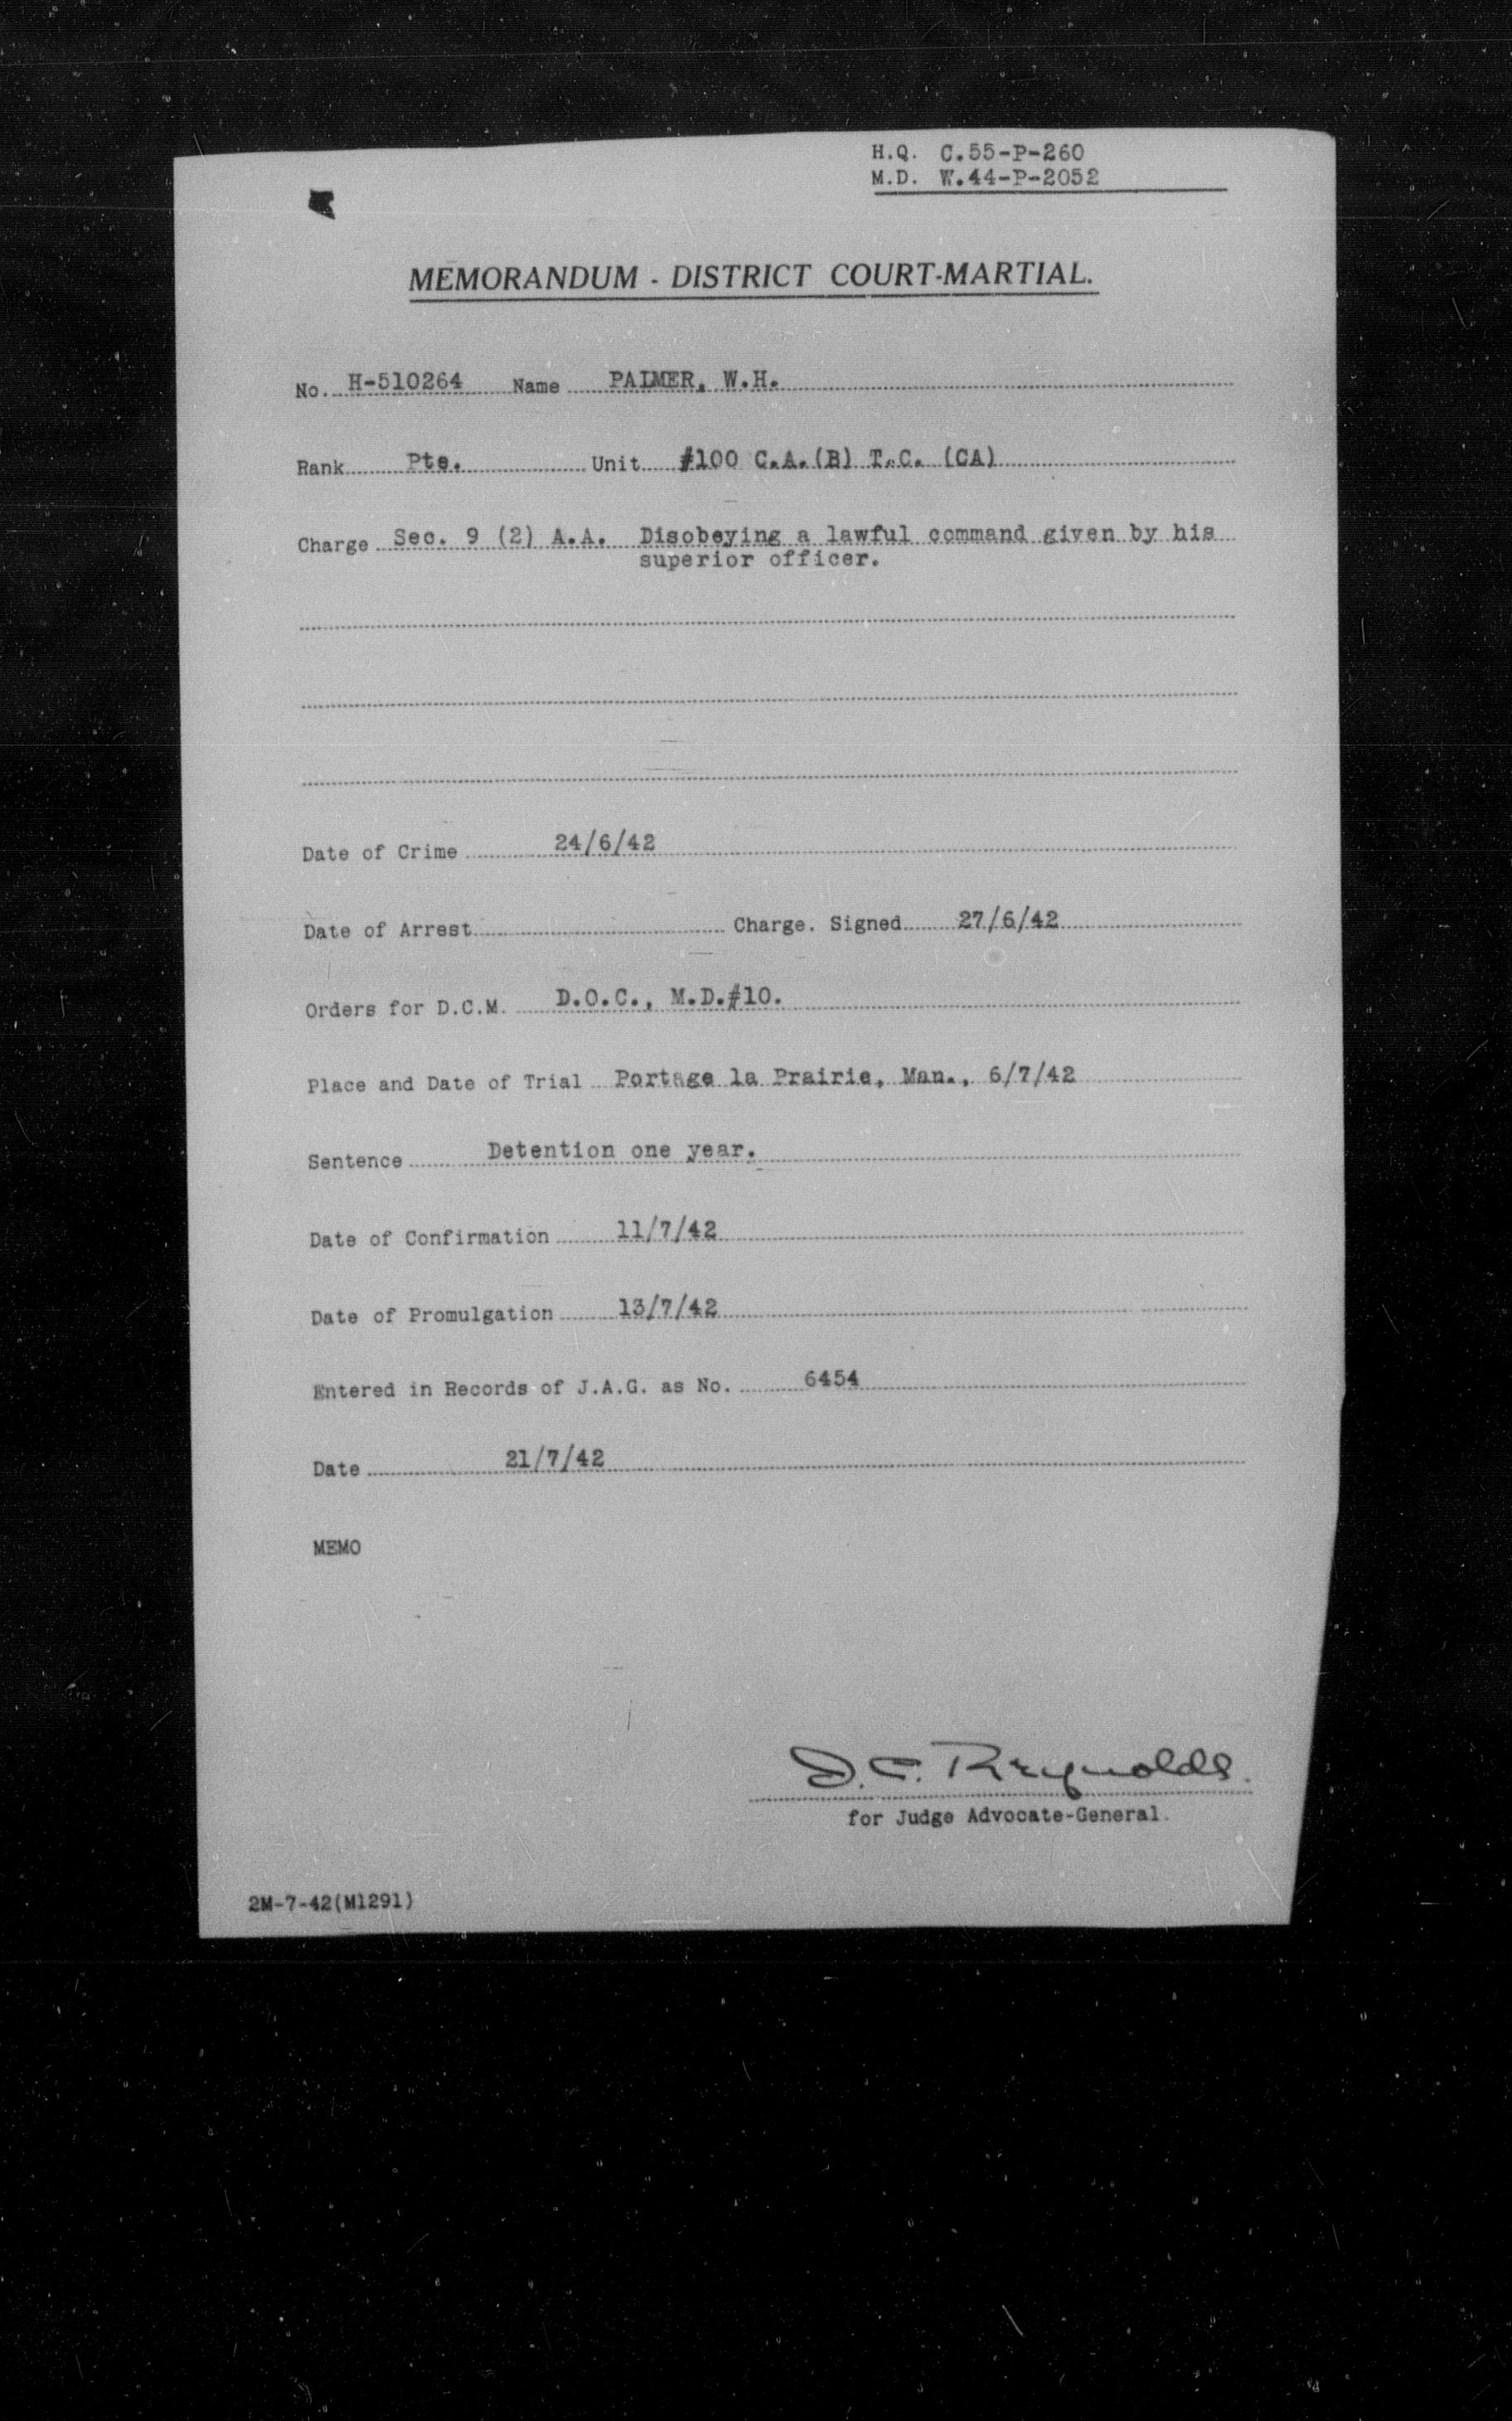 H.Q. C.55-P-260
M.D. W.44-P-2052
MEMORANDUM - DISTRICT COURT-MARTIAL.
No. H-510264 Name PALMER, W.H.
Rank Pte. Unit #100 C.A.(B) T.C. (CA)
Charge Sec. 9 (2) A.A. Disobeying a lawful command given by his
superior officer.
Date of Crime 24/6/42
Date of Arrest Charge. Signed 27/6/42
Orders for D.C.M. D.O.C., M.D.#10.
Place and Date of Trial Portage la Prairie, Man., 6/7/42
Sentence Detention one year.
Date of Confirmation 11/7/42
Date of Promulgation 13/7/42
Entered in Records of J.A.G. as No. 6454
Date 21/7/42
MEMO
J.C. Reynolds.
for Judge Advocate-General.
2M-7-42(M1291)